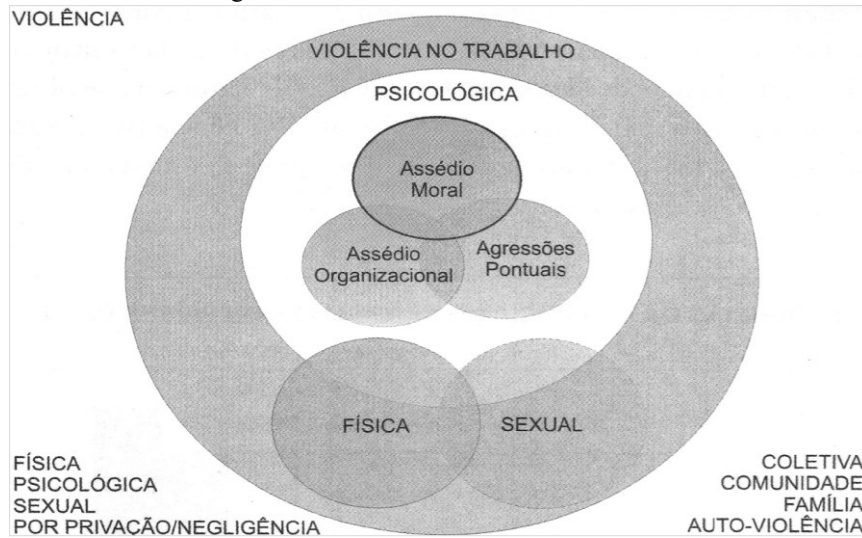 VIOLÊNCIA
VIOLÊNCIA NO TRABALHO
PSICOLÓGICA
Assédio
Moral
Assédio
Organizacional
Agressões
Pontuais
FÍSICA
SEXUAL
FÍSICA
PSICOLÓGICA
SEXUAL
POR PRIVAÇÃO/NEGLIGÊNCIA
COLETIVA
COMUNIDADE
FAMÍLIA
AUTO-VIOLÊNCIA